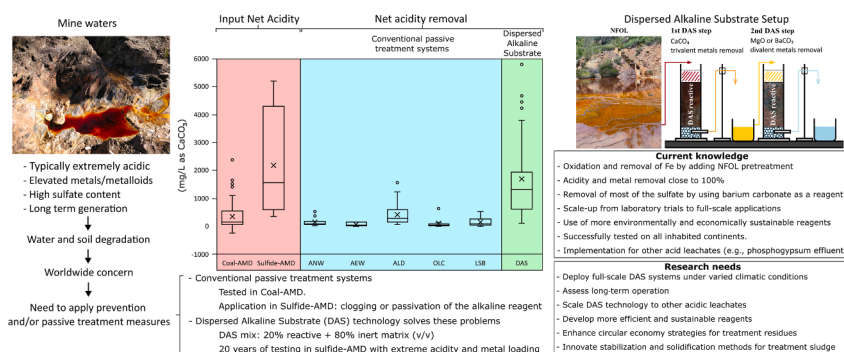 Mine waters
- Typically extremely acidic
- Elevated metals/metalloids
- High sulfate content
- Long term generation
Water and soil degradation
Worldwide concern
Need to apply prevention
and/or passive treatment measures
Input Net Acidity
Net acidity removal
Conventional passive
treatment systems
Dispersed
Alkaline
Substrate
(mg/L as CaCO₃)
6000
5000
4000
3000
2000
1000
0
-1000
Coal-AMD
Sulfide-AMD
ANW
AEW
ALD
OLC
LSB
DAS
- Conventional passive treatment systems
Tested in Coal-AMD.
Application in Sulfide-AMD: clogging or passivation of the alkaline reagent
- Dispersed Alkaline Substrate (DAS) technology solves these problems
DAS mix: 20% reactive + 80% inert matrix (v/v)
20 years of testing in sulfide-AMD with extreme acidity and metal loading
Dispersed Alkaline Substrate Setup
NFOL
1st DAS step
CaCO₃
trivalent metals removal
2nd DAS step
MgO or BaCO₃
divalent metals removal
DAS reactive
DAS reactive
Current knowledge
- Oxidation and removal of Fe by adding NFOL pretreatment
- Acidity and metal removal close to 100%
- Removal of most of the sulfate by using barium carbonate as a reagent
- Scale-up from laboratory trials to full-scale applications
- Use of more environmentally and economically sustainable reagents
- Successfully tested on all inhabited continents.
- Implementation for other acid leachates (e.g., phosphogypsum effluent
Research needs
- Deploy full-scale DAS systems under varied climatic conditions
- Assess long-term operation
- Scale DAS technology to other acidic leachates
- Develop more efficient and sustainable reagents
- Enhance circular economy strategies for treatment residues
- Innovate stabilization and solidification methods for treatment sludge